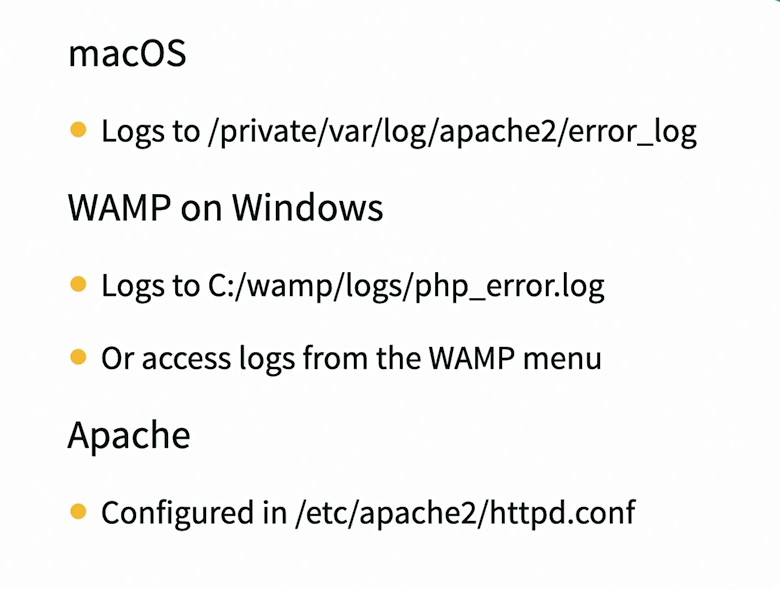 macOS
● Logs to /private/var/log/apache2/error_log
WAMP on Windows
● Logs to C:/wamp/logs/php_error.log
● Or access logs from the WAMP menu
Apache
● Configured in /etc/apache2/httpd.conf